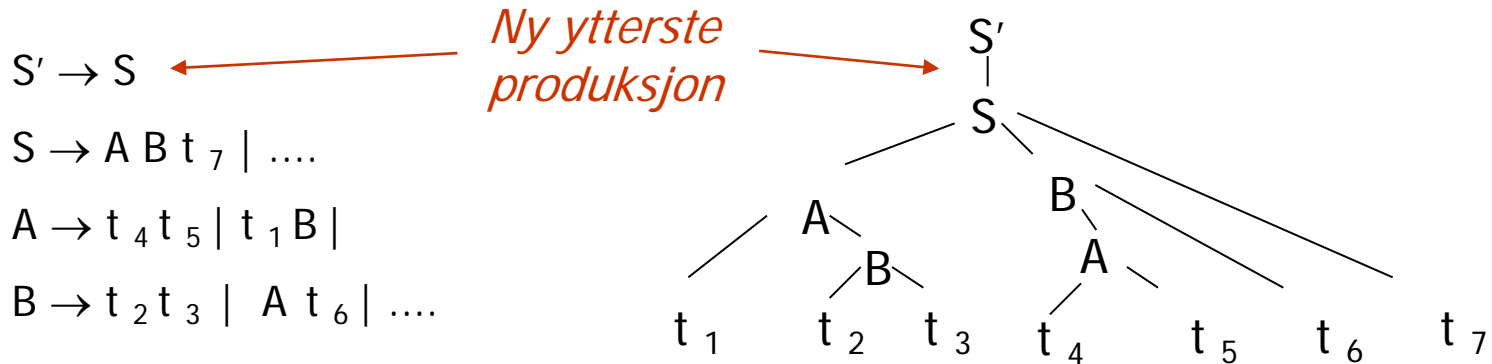 Ny ytterste
produksjon
S′ → S
S → A B t 7 | ....
A → t 4 t 5 | t 1 B |
B → t 2 t 3 | A t 6 | ....
S′
S
A B
B A
t 1 t 2 t 3 t 4 t 5 t 6 t 7